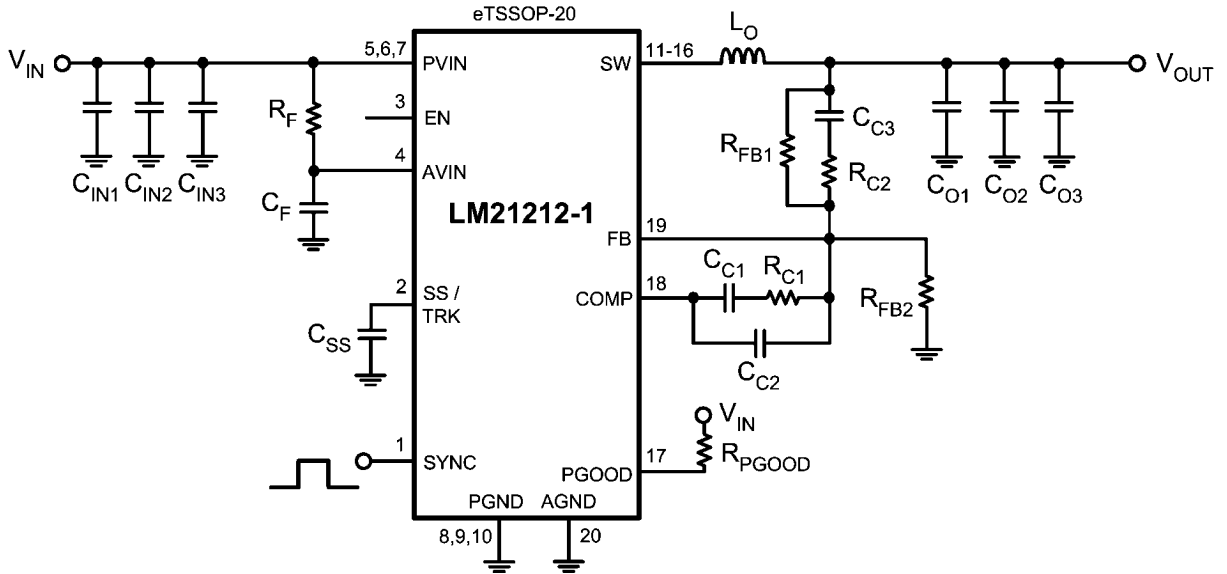 eTSSOP-20
V_IN
5,6,7
PVIN
SW
11-16
L_O
V_OUT
C_IN1
C_IN2
C_IN3
R_F
3
EN
4
AVIN
C_F
LM21212-1
R_FB1
C_C3
R_C2
C_O1
C_O2
C_O3
FB
19
2
SS /
TRK
C_SS
COMP
18
C_C1
R_C1
C_C2
R_FB2
V_IN
R_PGOOD
1
SYNC
PGOOD
17
PGND
AGND
8,9,10
20